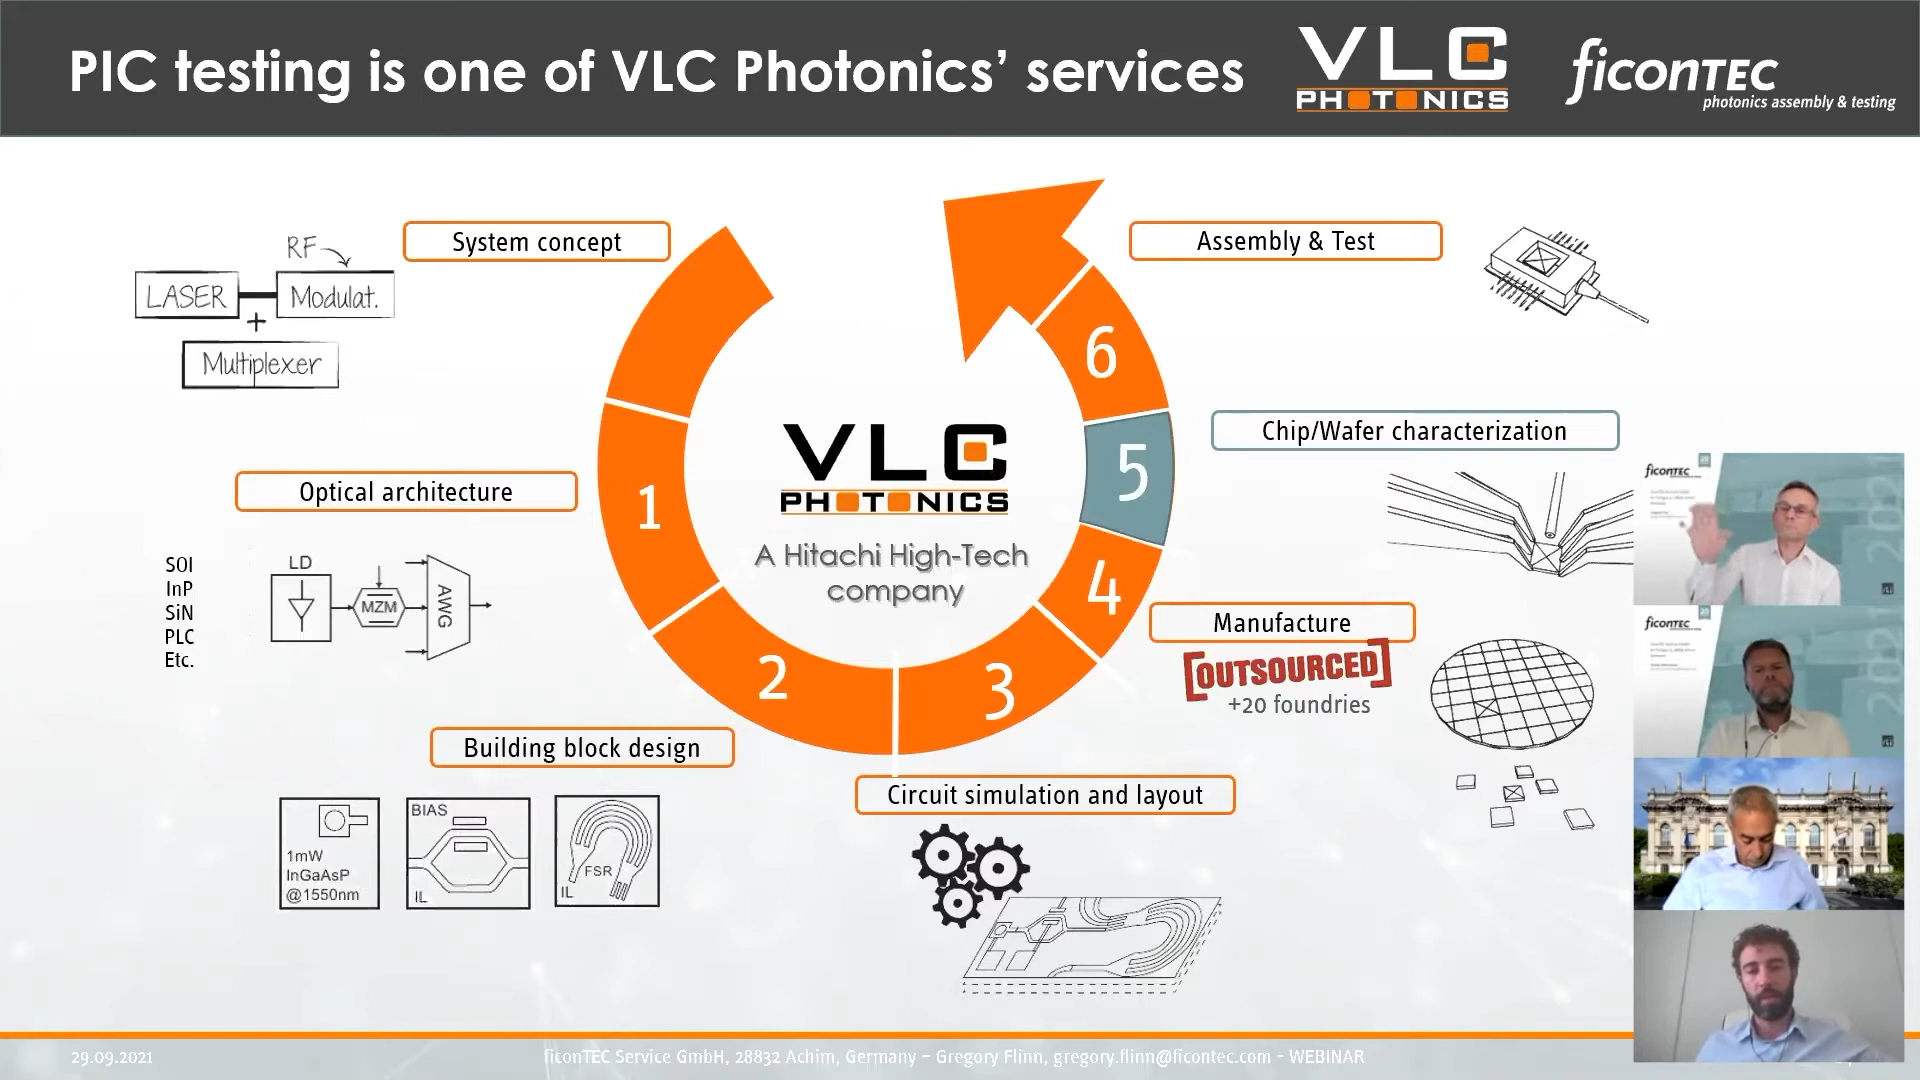 PIC testing is one of VLC Photonics’ services
VLC
PHOTONICS
ficonTEC
photonics assembly & testing
System concept
RF
LASER
Modulat.
+
Multiplexer
Optical architecture
SOI
InP
SiN
PLC
Etc.
LD
MZM
AWG
Building block design
1mW
InGaAsP
@1550nm
BIAS
IL
FSR
IL
1
2
3
4
5
6
VLC
PHOTONICS
A Hitachi High-Tech
company
Circuit simulation and layout
Assembly & Test
Chip/Wafer characterization
Manufacture
[OUTSOURCED]
+20 foundries
ficonTEC
ficonTEC
29.09.2021
ficonTEC Service GmbH, 28832 Achim, Germany – Gregory Flinn, gregory.flinn@ficontec.com - WEBINAR